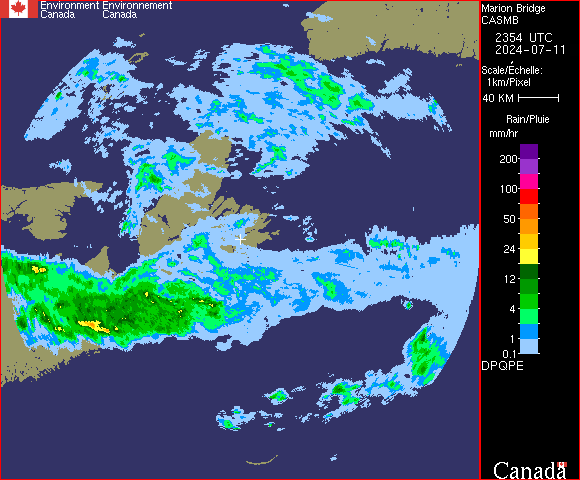 Environment Environnement
Canada Canada
Marion Bridge
CASMB
2354 UTC
2024-07-11
Scale/Échelle:
1km/Pixel
40 KM
Rain/Pluie
mm/hr
200
100
50
24
12
4
1
0.1
DPQPE
Canada